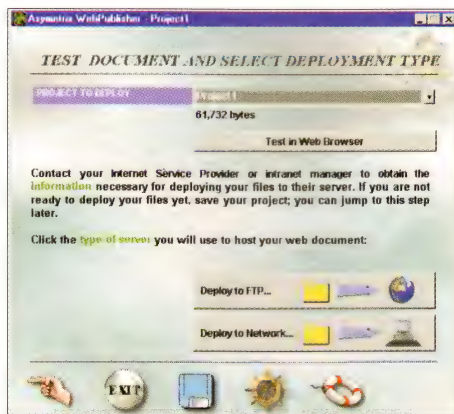 Asymetrix WebPublisher - Project1
TEST DOCUMENT AND SELECT DEPLOYMENT TYPE
PROJECT TO DEPLOY
Project1
61,732 bytes
Test in Web Browser
Contact your Internet Service Provider or intranet manager to obtain the
information necessary for deploying your files to their server. If you are not
ready to deploy your files yet, save your project; you can jump to this step
later.
Click the type of server you will use to host your web document:
Deploy to FTP...
Deploy to Network...
EXIT